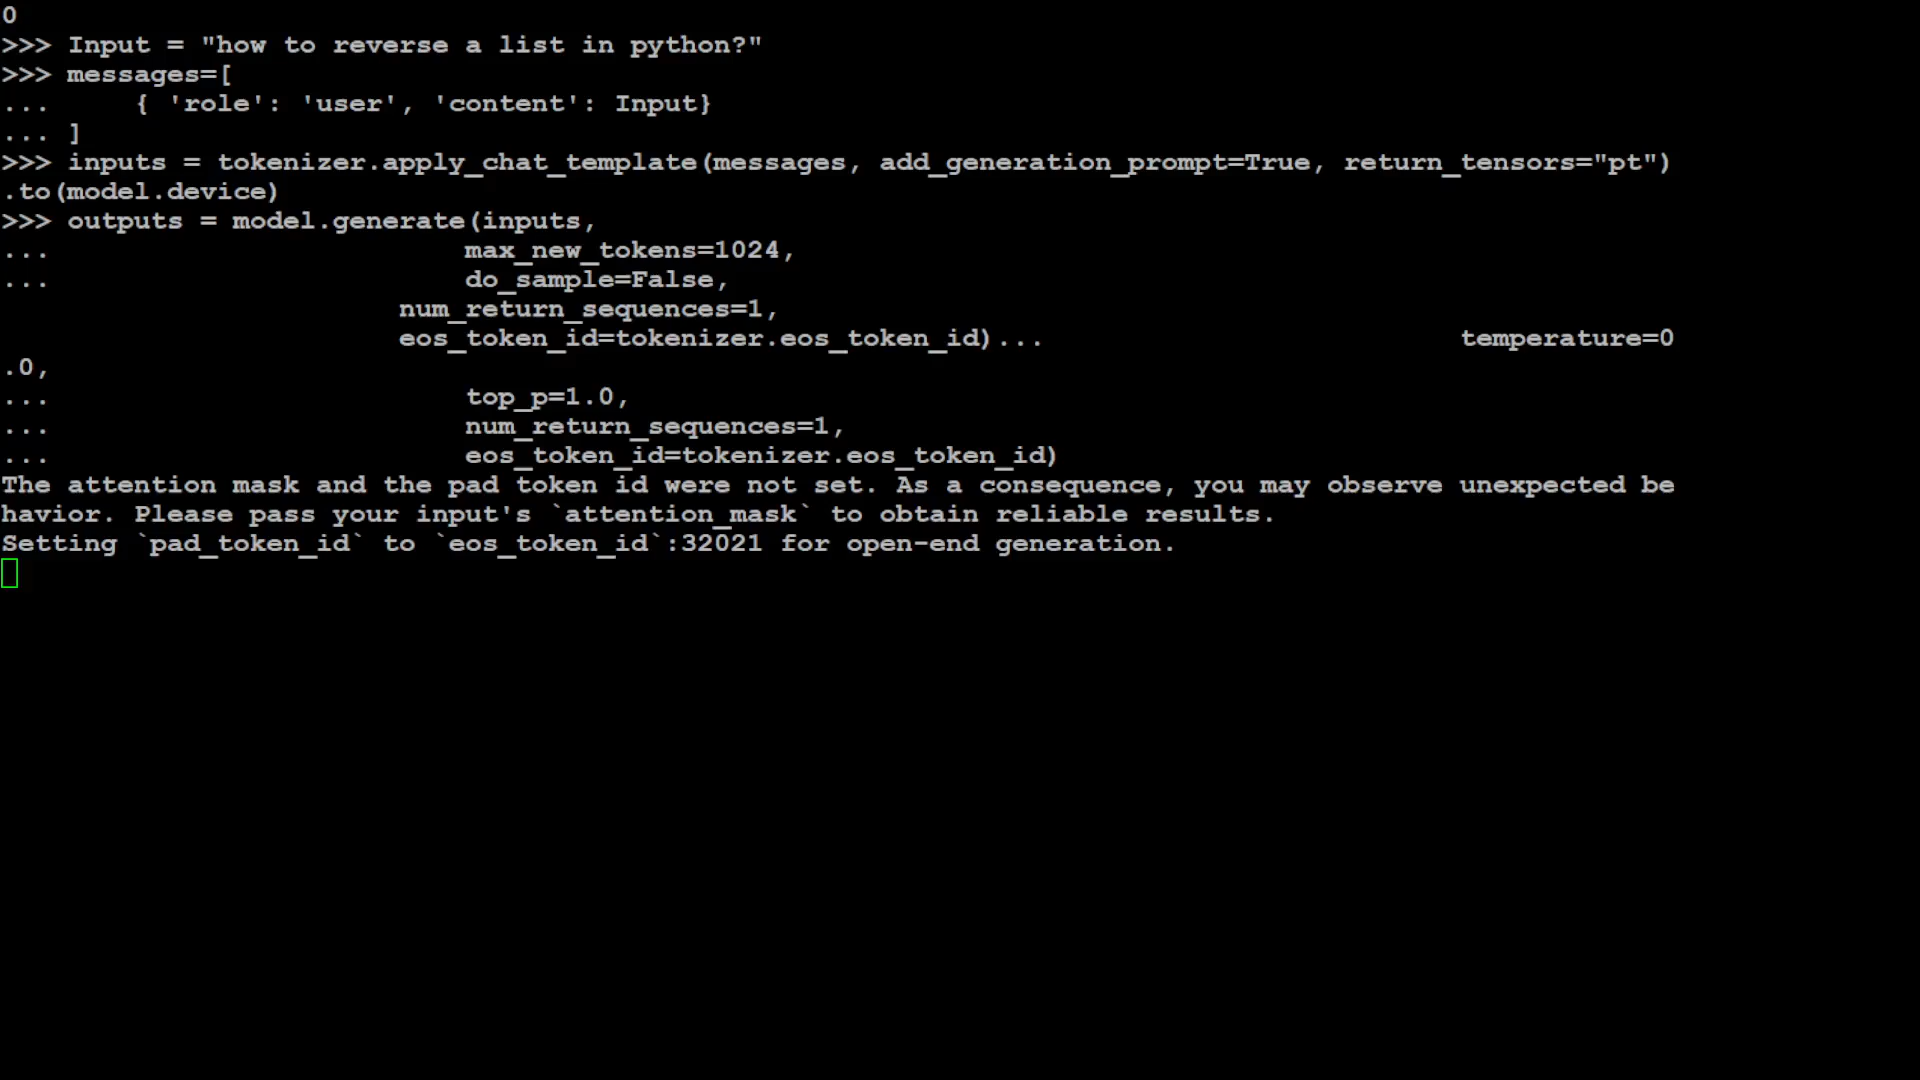 0
>>> Input = "how to reverse a list in python?"
>>> messages=[
...     { 'role': 'user', 'content': Input}
... ]
>>> inputs = tokenizer.apply_chat_template(messages, add_generation_prompt=True, return_tensors="pt")
.to(model.device)
>>> outputs = model.generate(inputs,
...                         max_new_tokens=1024,
...                         do_sample=False,
                        num_return_sequences=1,
                        eos_token_id=tokenizer.eos_token_id)...                         temperature=0
.0,
...                         top_p=1.0,
...                         num_return_sequences=1,
...                         eos_token_id=tokenizer.eos_token_id)
The attention mask and the pad token id were not set. As a consequence, you may observe unexpected be
havior. Please pass your input's `attention_mask` to obtain reliable results.
Setting `pad_token_id` to `eos_token_id`:32021 for open-end generation.